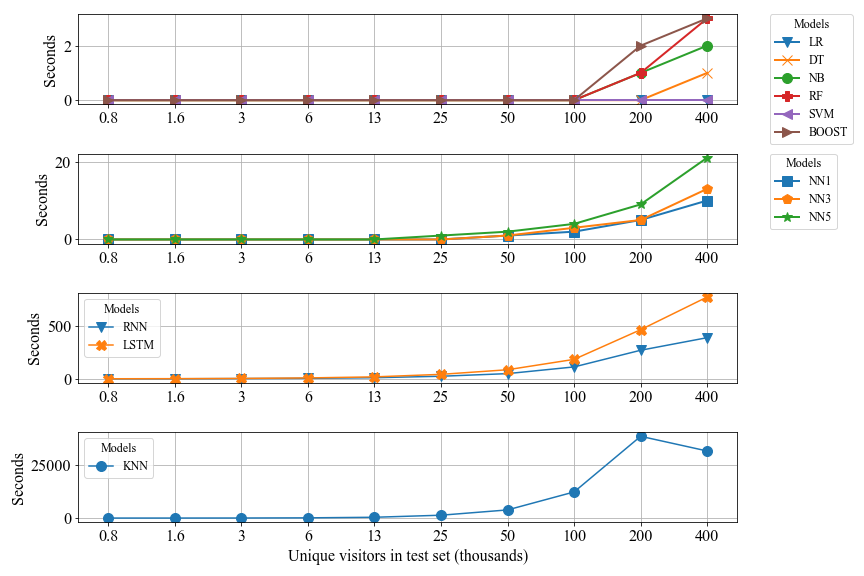 Seconds
2
0
0.8 1.6 3 6 13 25 50 100 200 400
Models
LR
DT
NB
RF
SVM
BOOST
Seconds
20
0
0.8 1.6 3 6 13 25 50 100 200 400
Models
NN1
NN3
NN5
Seconds
500
0
Models
RNN
LSTM
0.8 1.6 3 6 13 25 50 100 200 400
Seconds
25000
0
Models
KNN
0.8 1.6 3 6 13 25 50 100 200 400
Unique visitors in test set (thousands)